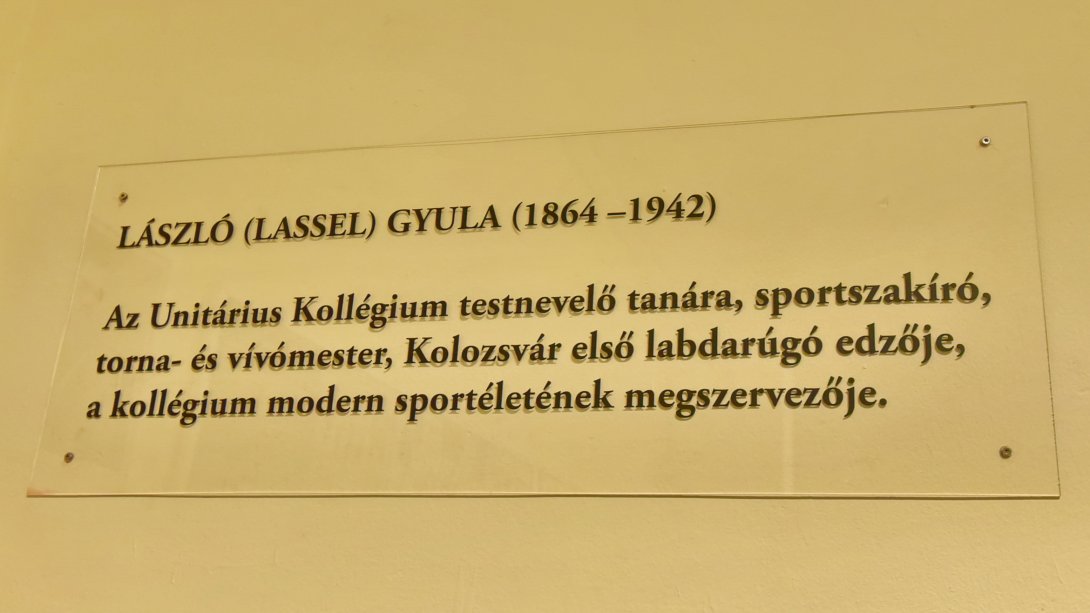 LÁSZLÓ (LASSEL) GYULA (1864 –1942)
Az Unitárius Kollégium testnevelő tanára, sportszakíró,
torna- és vívómester, Kolozsvár első labdarúgó edzője,
a kollégium modern sportéletének megszervezője.